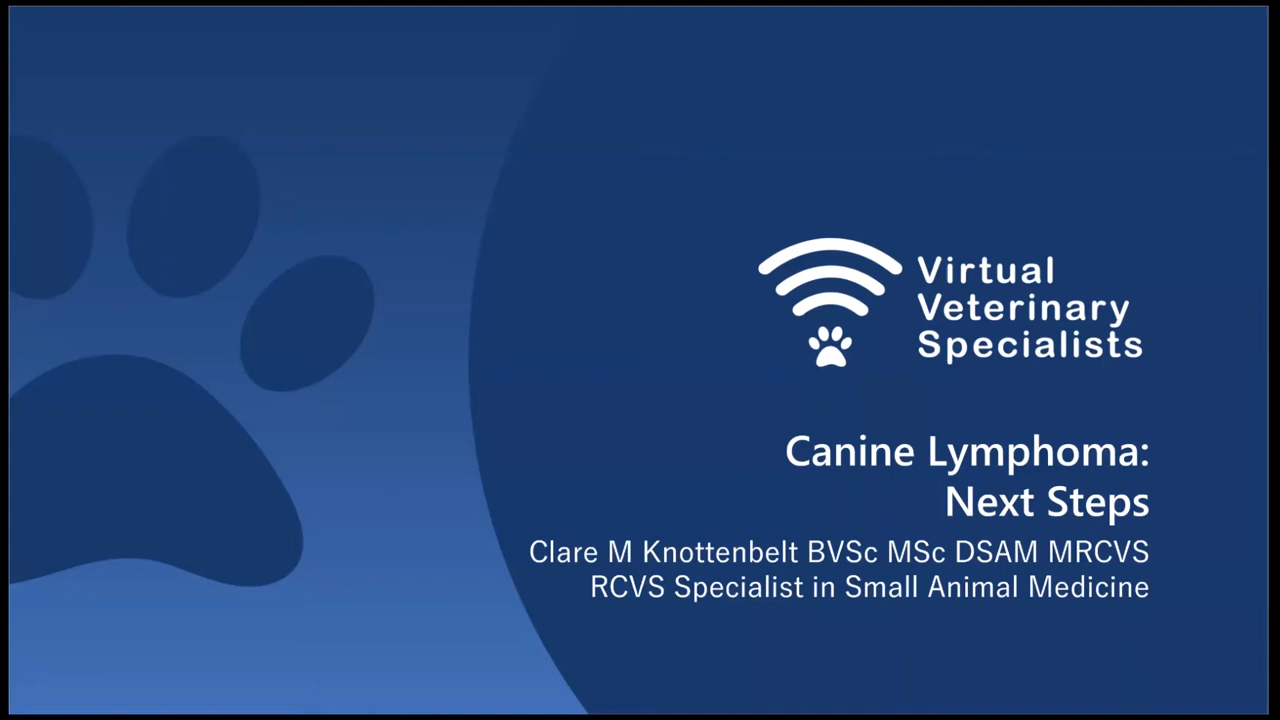 Virtual
Veterinary
Specialists
Canine Lymphoma:
Next Steps
Clare M Knottenbelt BVSc MSc DSAM MRCVS
RCVS Specialist in Small Animal Medicine